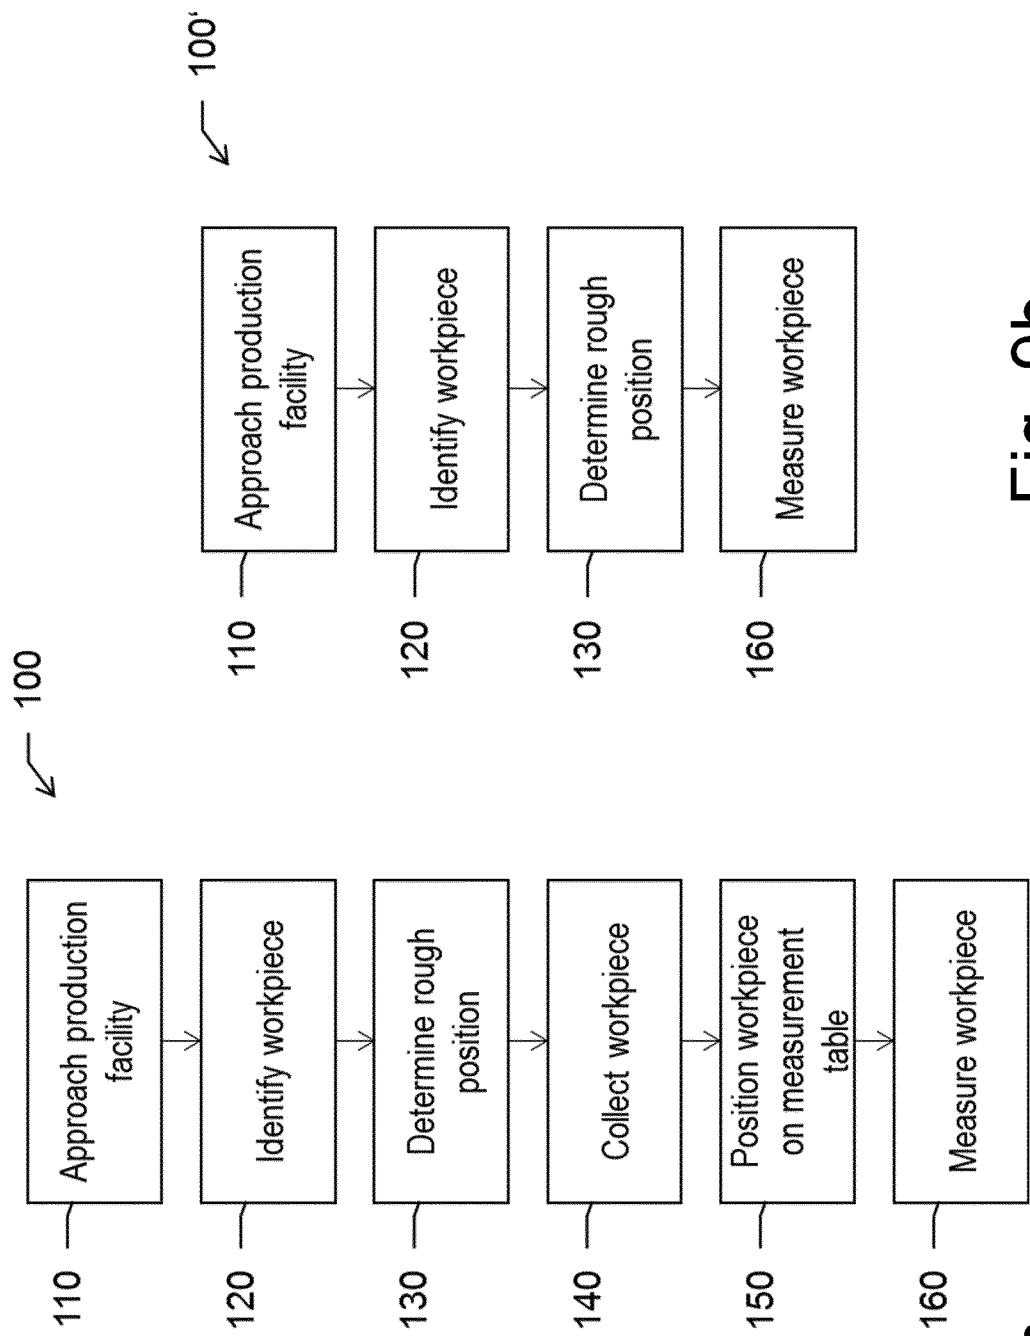 100
110
Approach production
facility
120
Identify workpiece
130
Determine rough
position
140
Collect workpiece
150
Position workpiece
on measurement
table
160
Measure workpiece
100‘
110
Approach production
facility
120
Identify workpiece
130
Determine rough
position
160
Measure workpiece
Fig.